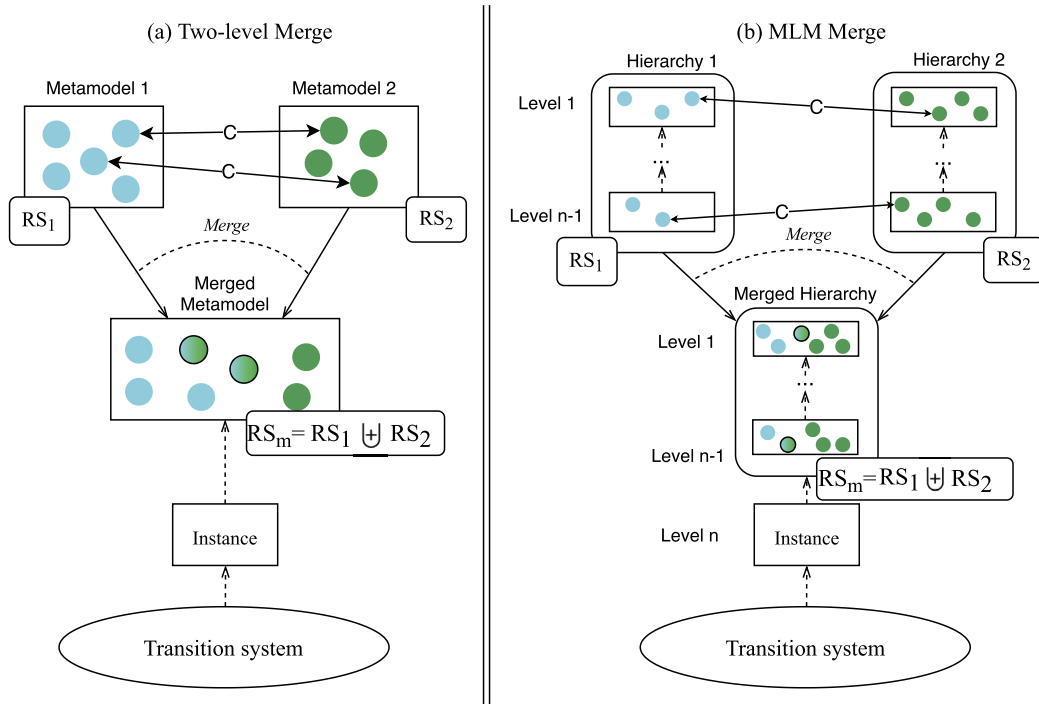 (a) Two-level Merge
Metamodel 1
Metamodel 2
C
C
RS1
RS2
Merge
Merged
Metamodel
RSm= RS1 ⊎ RS2
Instance
Transition system
(b) MLM Merge
Hierarchy 1
Hierarchy 2
Level 1
C
...
...
Level n-1
C
RS1
RS2
Merge
Merged Hierarchy
Level 1
...
Level n-1
RSm=RS1 ⊎ RS2
Level n
Instance
Transition system